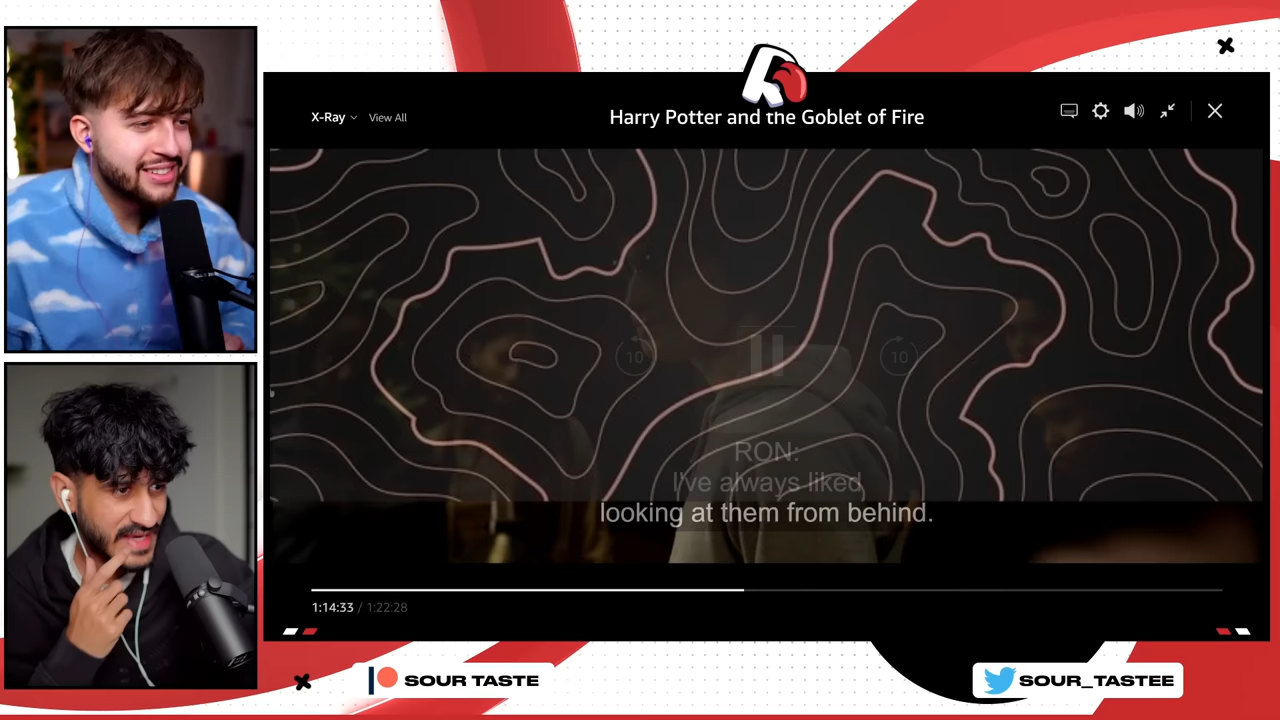 X-Ray View All
Harry Potter and the Goblet of Fire
10
10
RON:
I've always liked
looking at them from behind.
1:14:33 / 1:22:28
SOUR TASTE
SOUR_TASTEE